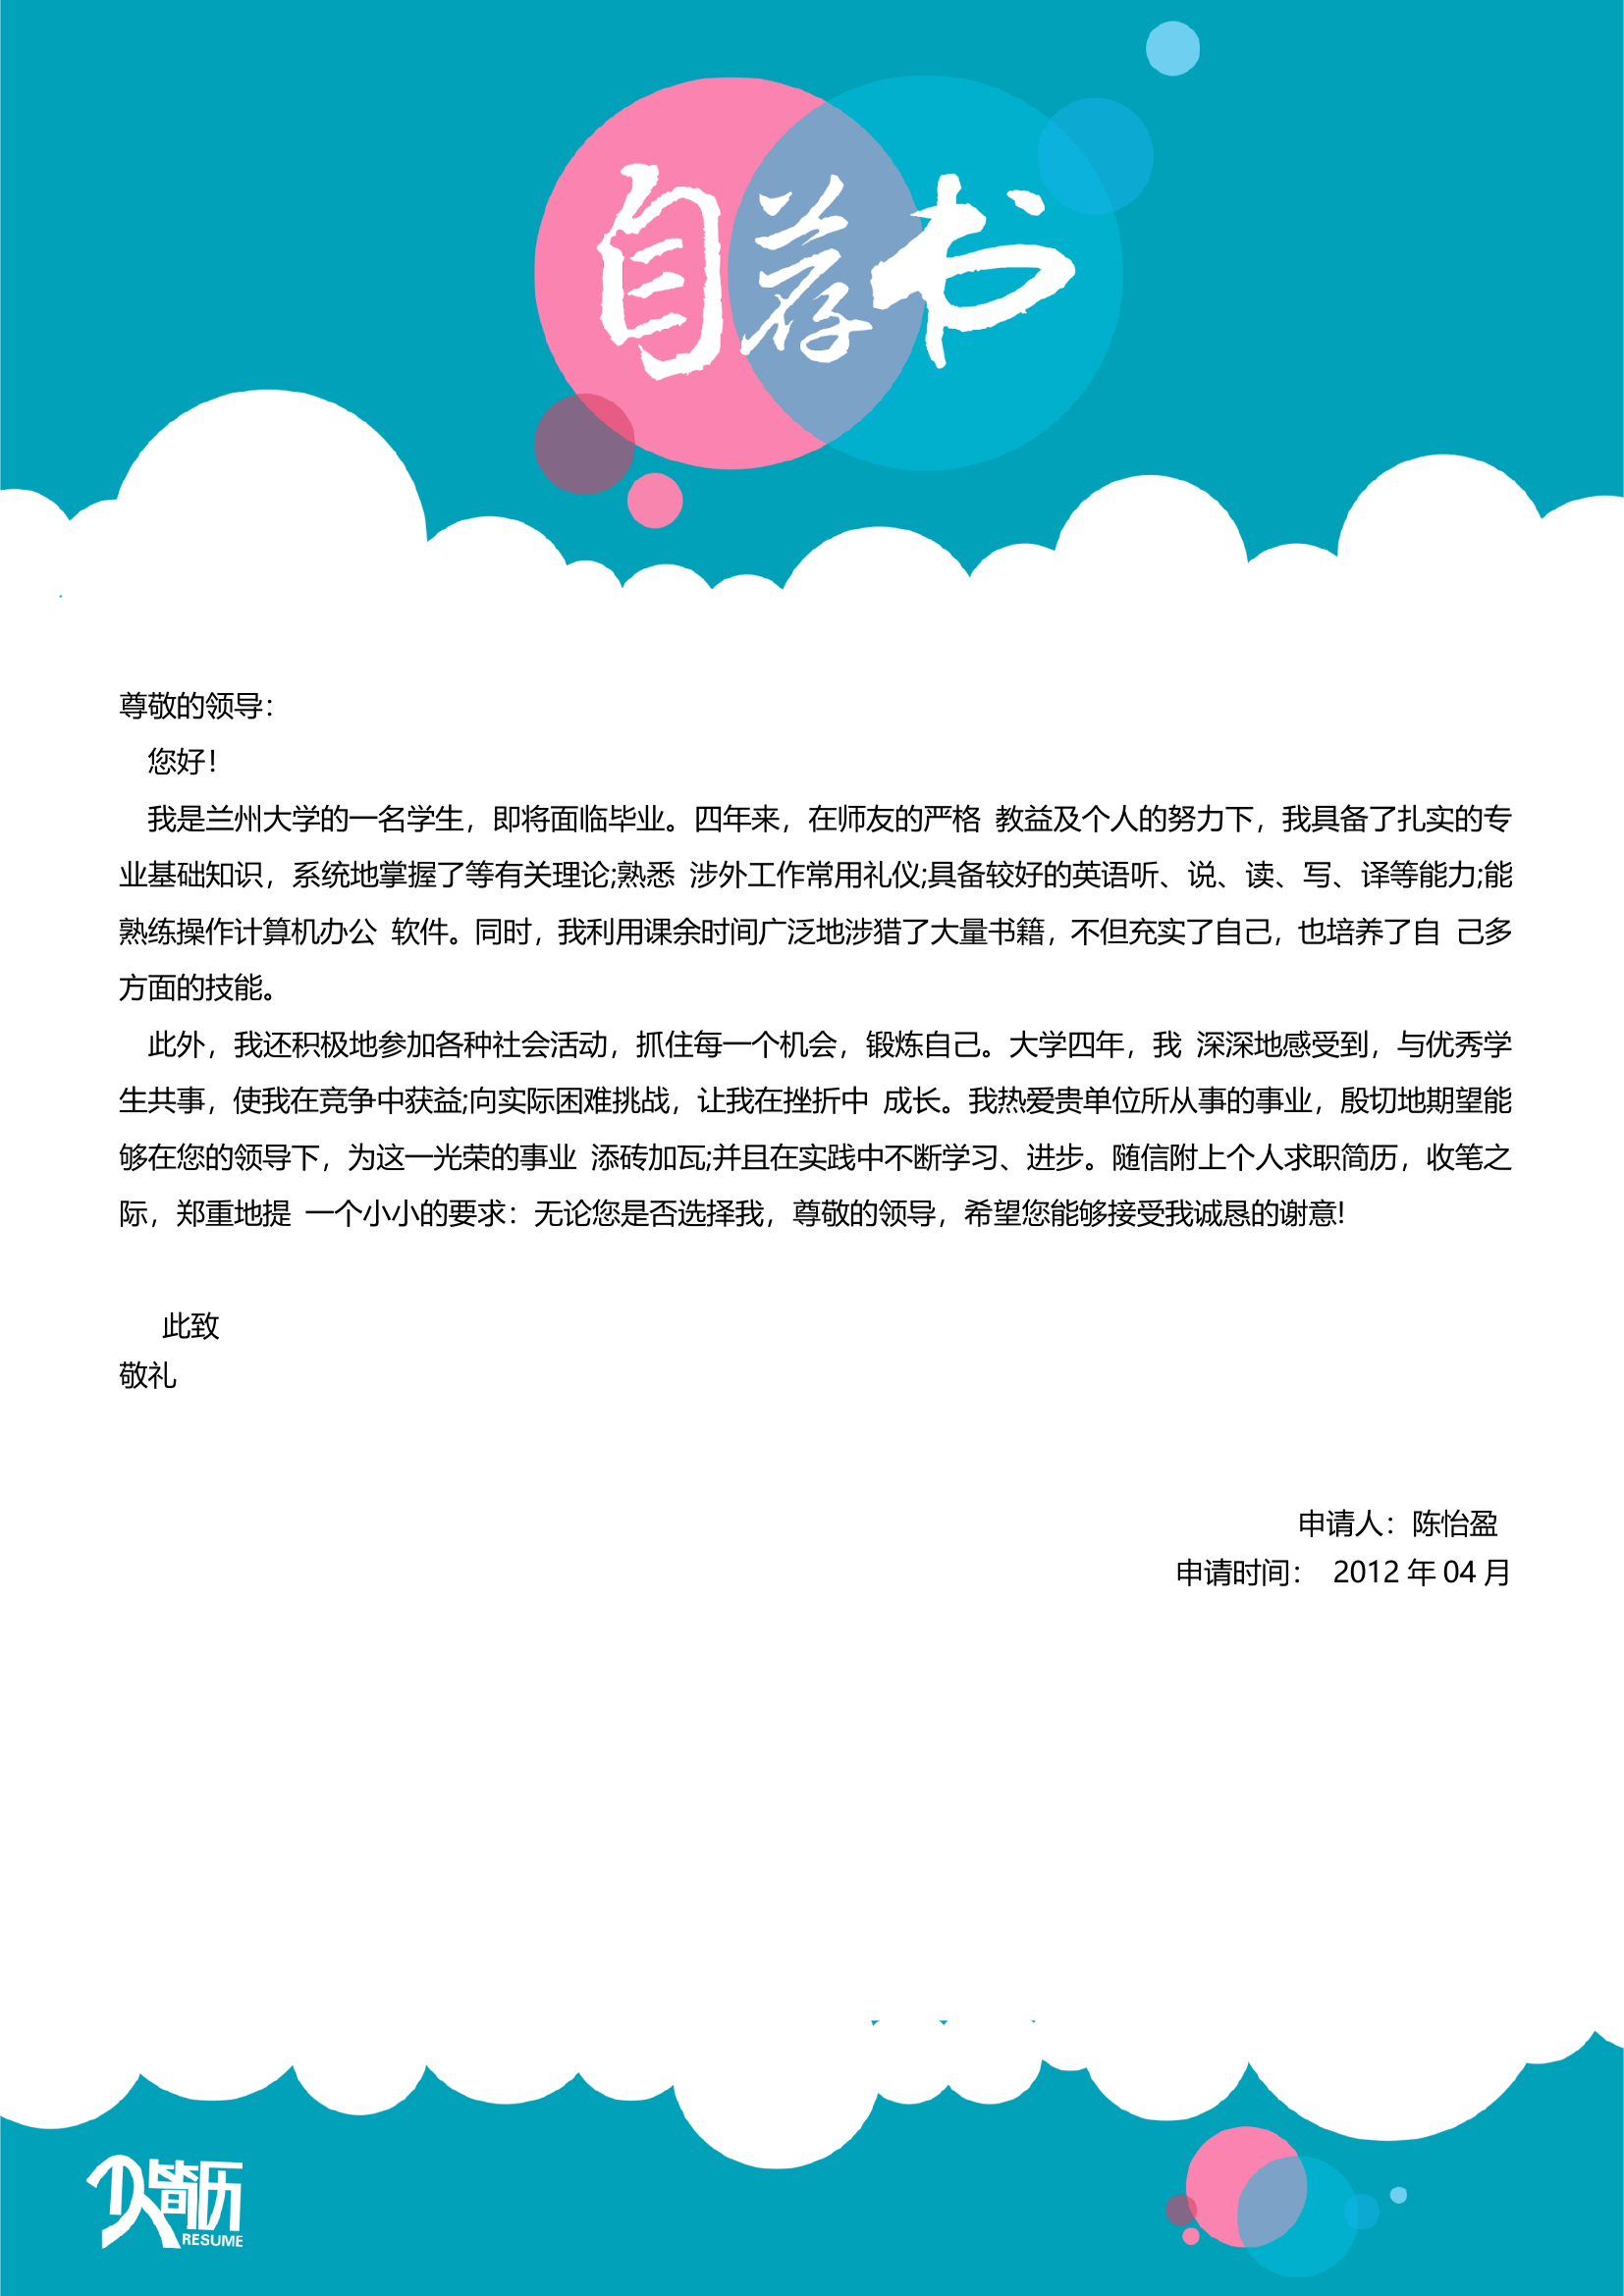 自荐书
尊敬的领导：
您好！
我是兰州大学的一名学生，即将面临毕业。四年来，在师友的严格 教益及个人的努力下，我具备了扎实的专
业基础知识，系统地掌握了等有关理论;熟悉 涉外工作常用礼仪;具备较好的英语听、说、读、写、译等能力;能
熟练操作计算机办公 软件。同时，我利用课余时间广泛地涉猎了大量书籍，不但充实了自己，也培养了自 己多
方面的技能。
此外，我还积极地参加各种社会活动，抓住每一个机会，锻炼自己。大学四年，我 深深地感受到，与优秀学
生共事，使我在竞争中获益;向实际困难挑战，让我在挫折中 成长。我热爱贵单位所从事的事业，殷切地期望能
够在您的领导下，为这一光荣的事业 添砖加瓦;并且在实践中不断学习、进步。随信附上个人求职简历，收笔之
际，郑重地提 一个小小的要求：无论您是否选择我，尊敬的领导，希望您能够接受我诚恳的谢意!
此致
敬礼
申请人：陈怡盈
申请时间： 2012 年 04 月
个人简历
RESUME